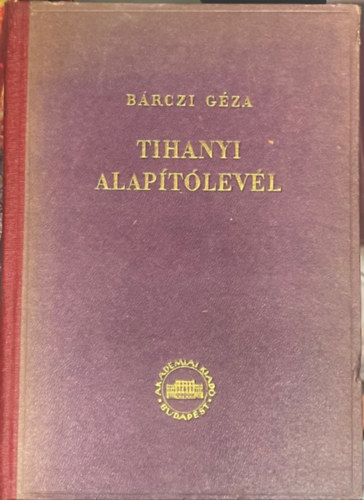 BÁRCZI GÉZA
TIHANYI
ALAPÍTÓLEVÉL
AKADÉMIAI KIADÓ
BUDAPEST